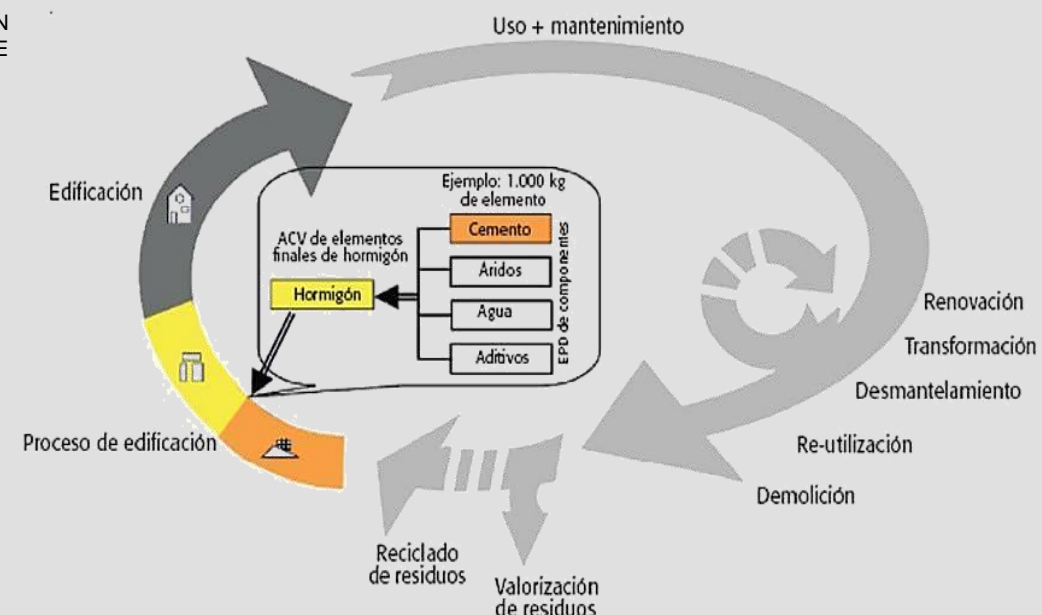 N
E
Uso + mantenimiento
Edificación
Ejemplo: 1.000 kg
de elemento
Cemento
ACV de elementos
finales de hormigón
Aridos
Hormigón
Agua
Aditivos
EPD de componentes
Renovación
Transformación
Desmantelamiento
Proceso de edificación
Re-utilización
Demolición
Reciclado
de residuos
Valorización
de residuos